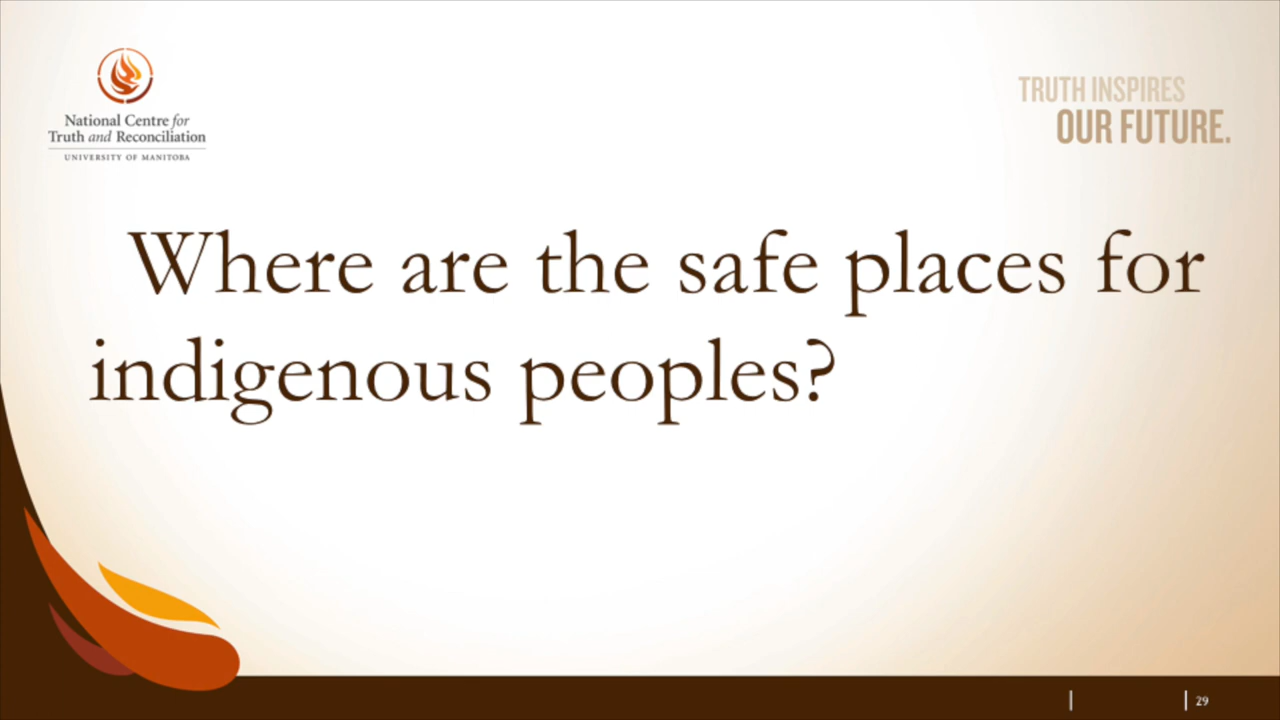 National Centre for
Truth and Reconciliation
UNIVERSITY OF MANITOBA
TRUTH INSPIRES
OUR FUTURE.
Where are the safe places for
indigenous peoples?
29